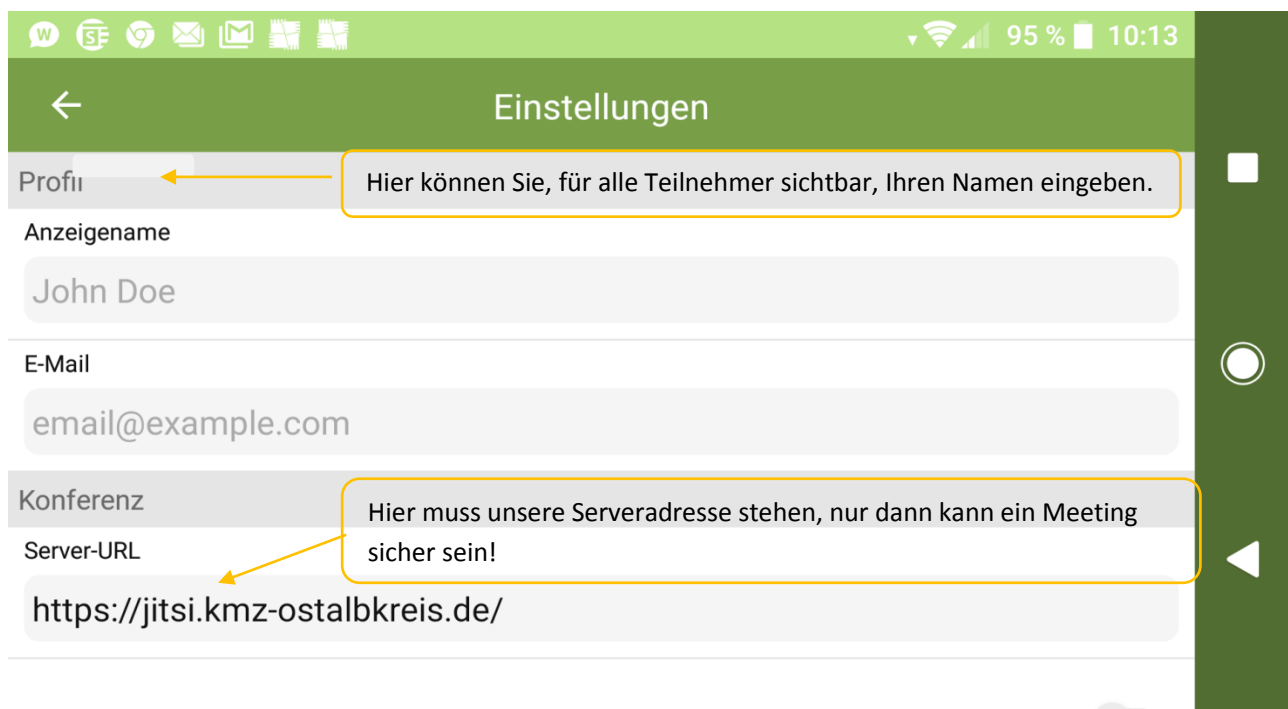 95 % 10:13
Einstellungen
Profil
Hier können Sie, für alle Teilnehmer sichtbar, Ihren Namen eingeben.
Anzeigename
John Doe
E-Mail
email@example.com
Konferenz
Hier muss unsere Serveradresse stehen, nur dann kann ein Meeting
sicher sein!
Server-URL
https://jitsi.kmz-ostalbkreis.de/